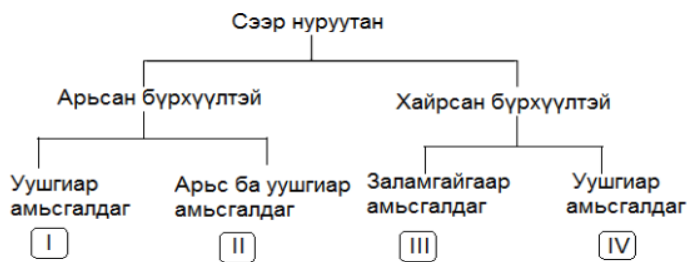 Сээр нуруутан
Арьсан бүрхүүлтэй
Хайрсан бүрхүүлтэй
Уушгиар
амьсгалдаг
Арьс ба уушгиар
амьсгалдаг
Заламгайгаар
амьсгалдаг
Уушгиар
амьсгалдаг
I
II
III
IV